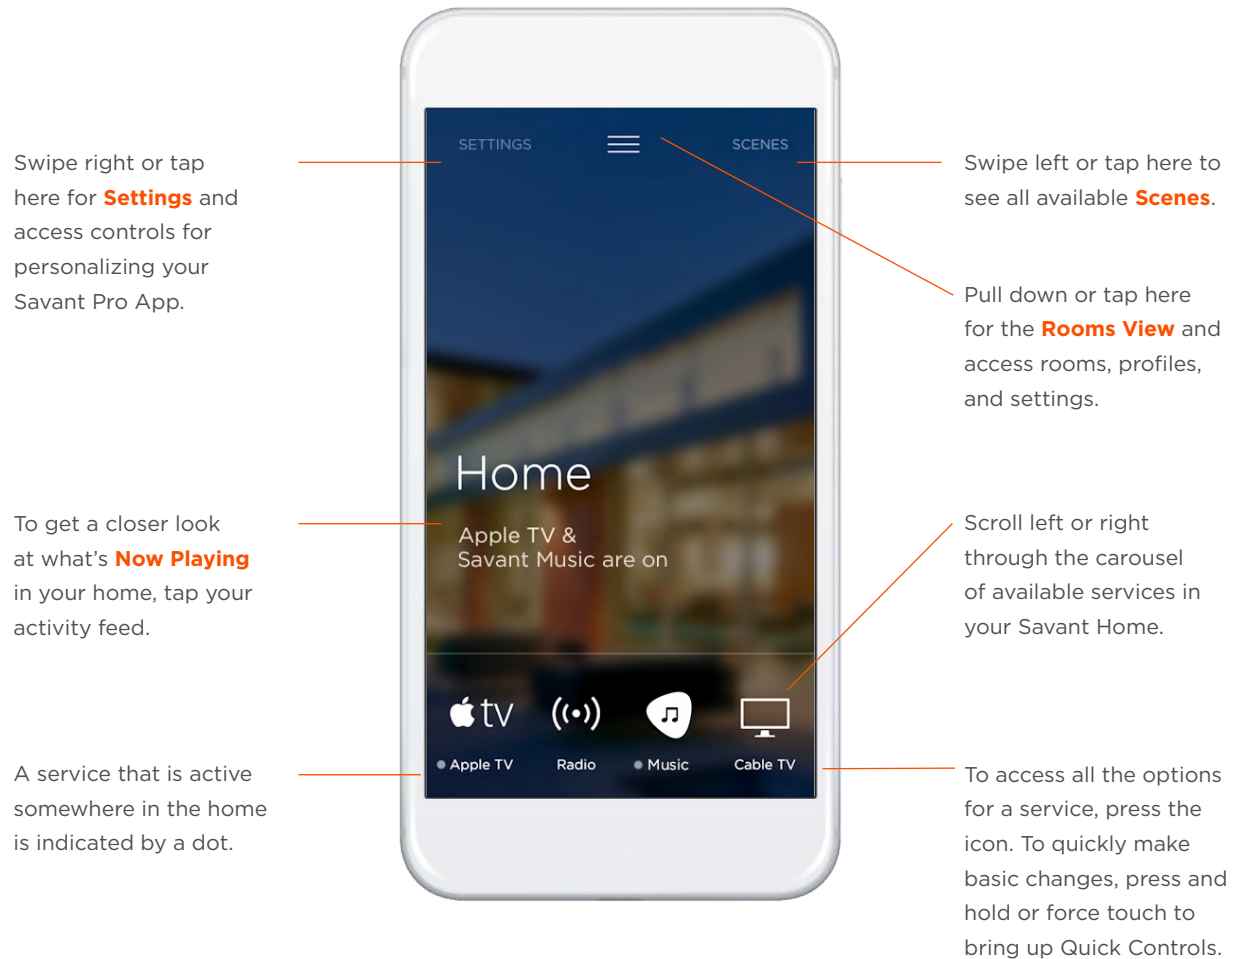 Swipe right or tap
here for Settings and
access controls for
personalizing your
Savant Pro App.
To get a closer look
at what’s Now Playing
in your home, tap your
activity feed.
A service that is active
somewhere in the home
is indicated by a dot.
SETTINGS
SCENES
Home
Apple TV &
Savant Music are on
tv
Apple TV
Radio
Music
Cable TV
Swipe left or tap here to
see all available Scenes.
Pull down or tap here
for the Rooms View and
access rooms, profiles,
and settings.
Scroll left or right
through the carousel
of available services in
your Savant Home.
To access all the options
for a service, press the
icon. To quickly make
basic changes, press and
hold or force touch to
bring up Quick Controls.